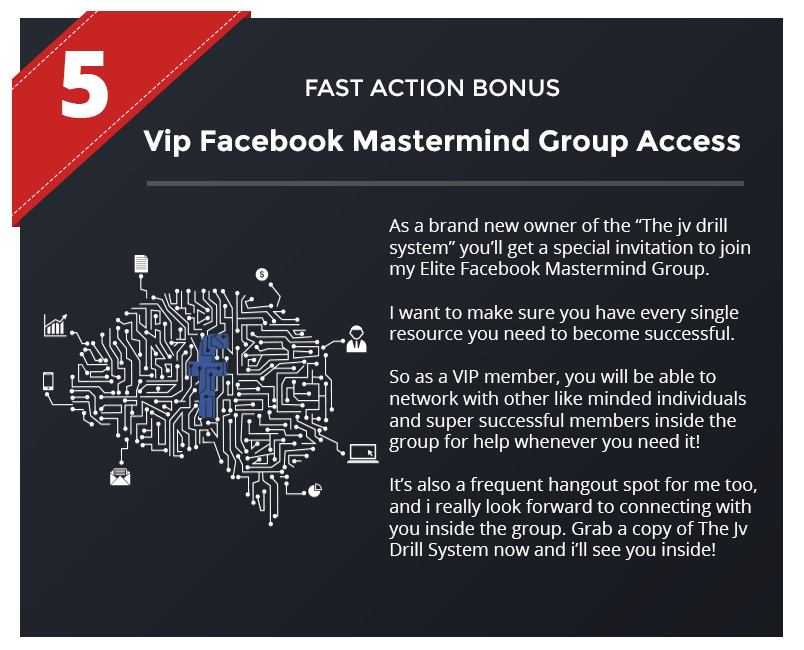 5
FAST ACTION BONUS
Vip Facebook Mastermind Group Access
As a brand new owner of the “The jv drill
system” you’ll get a special invitation to join
my Elite Facebook Mastermind Group.
I want to make sure you have every single
resource you need to become successful.
So as a VIP member, you will be able to
network with other like minded individuals
and super successful members inside the
group for help whenever you need it!
It’s also a frequent hangout spot for me too,
and i really look forward to connecting with
you inside the group. Grab a copy of The Jv
Drill System now and i’ll see you inside!
$
f